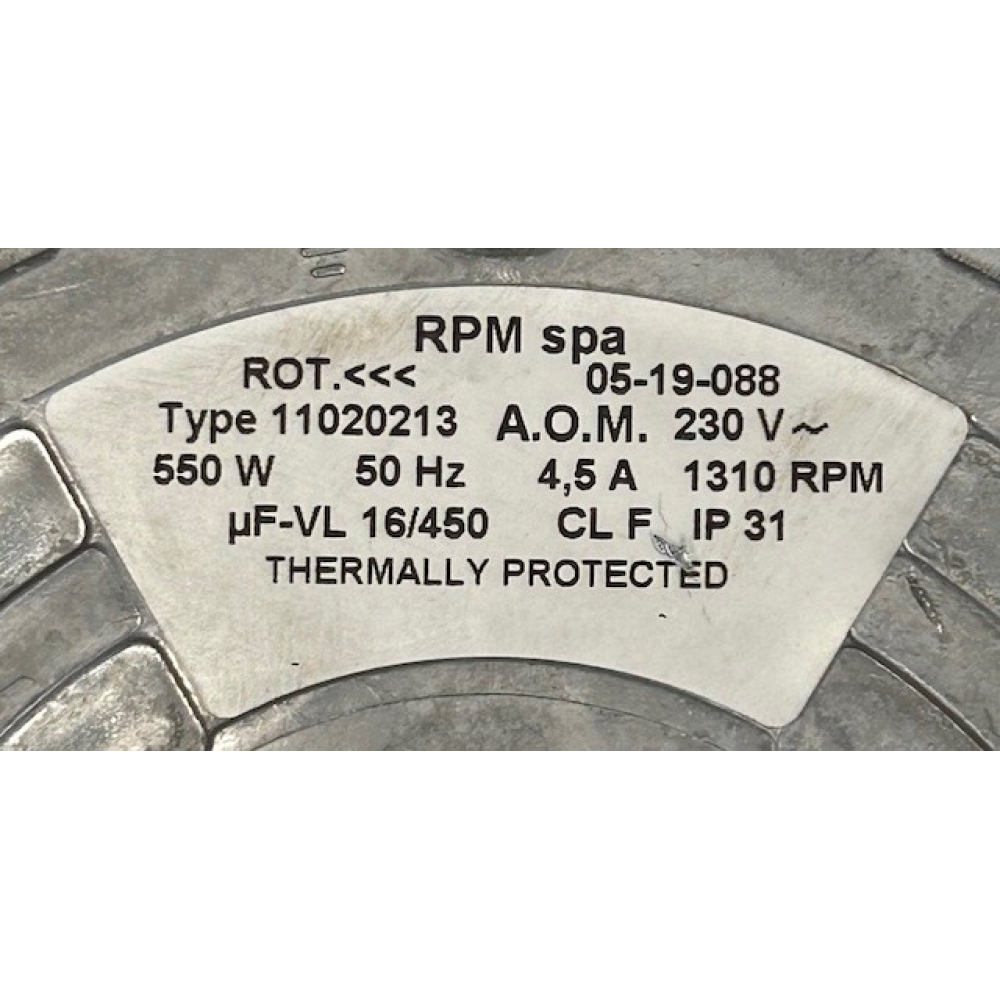 RPM spa
ROT.<<< 05-19-088
Type 11020213 A.O.M. 230 V~
550 W 50 Hz 4,5 A 1310 RPM
µF-VL 16/450 CL F IP 31
THERMALLY PROTECTED